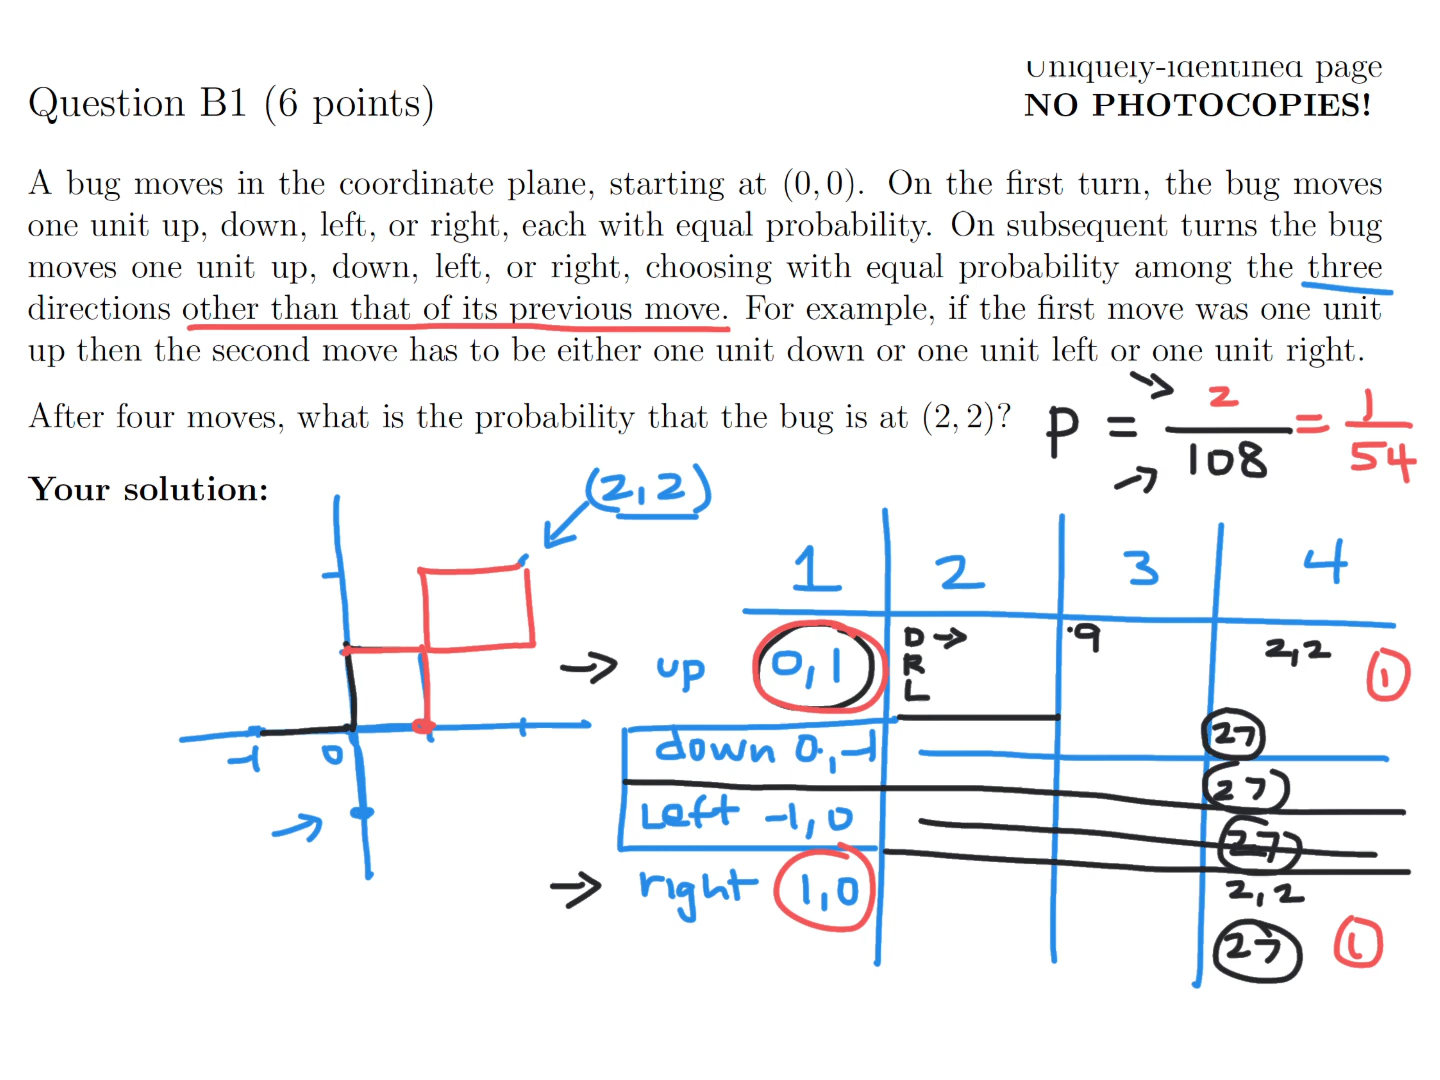 Uniquely-identified page
Question B1 (6 points)
NO PHOTOCOPIES!
A bug moves in the coordinate plane, starting at (0, 0). On the first turn, the bug moves
one unit up, down, left, or right, each with equal probability. On subsequent turns the bug
moves one unit up, down, left, or right, choosing with equal probability among the three
directions other than that of its previous move. For example, if the first move was one unit
up then the second move has to be either one unit down or one unit left or one unit right.
After four moves, what is the probability that the bug is at (2, 2)?
P = 2/108 = 1/54
Your solution:
(2,2)
1 2 3 4
up 0,1 D → ·9 2,2 1
R
L
27
down 0,-1
-1 0
27
Left -1,0 27
right 1,0 2,2
27 1